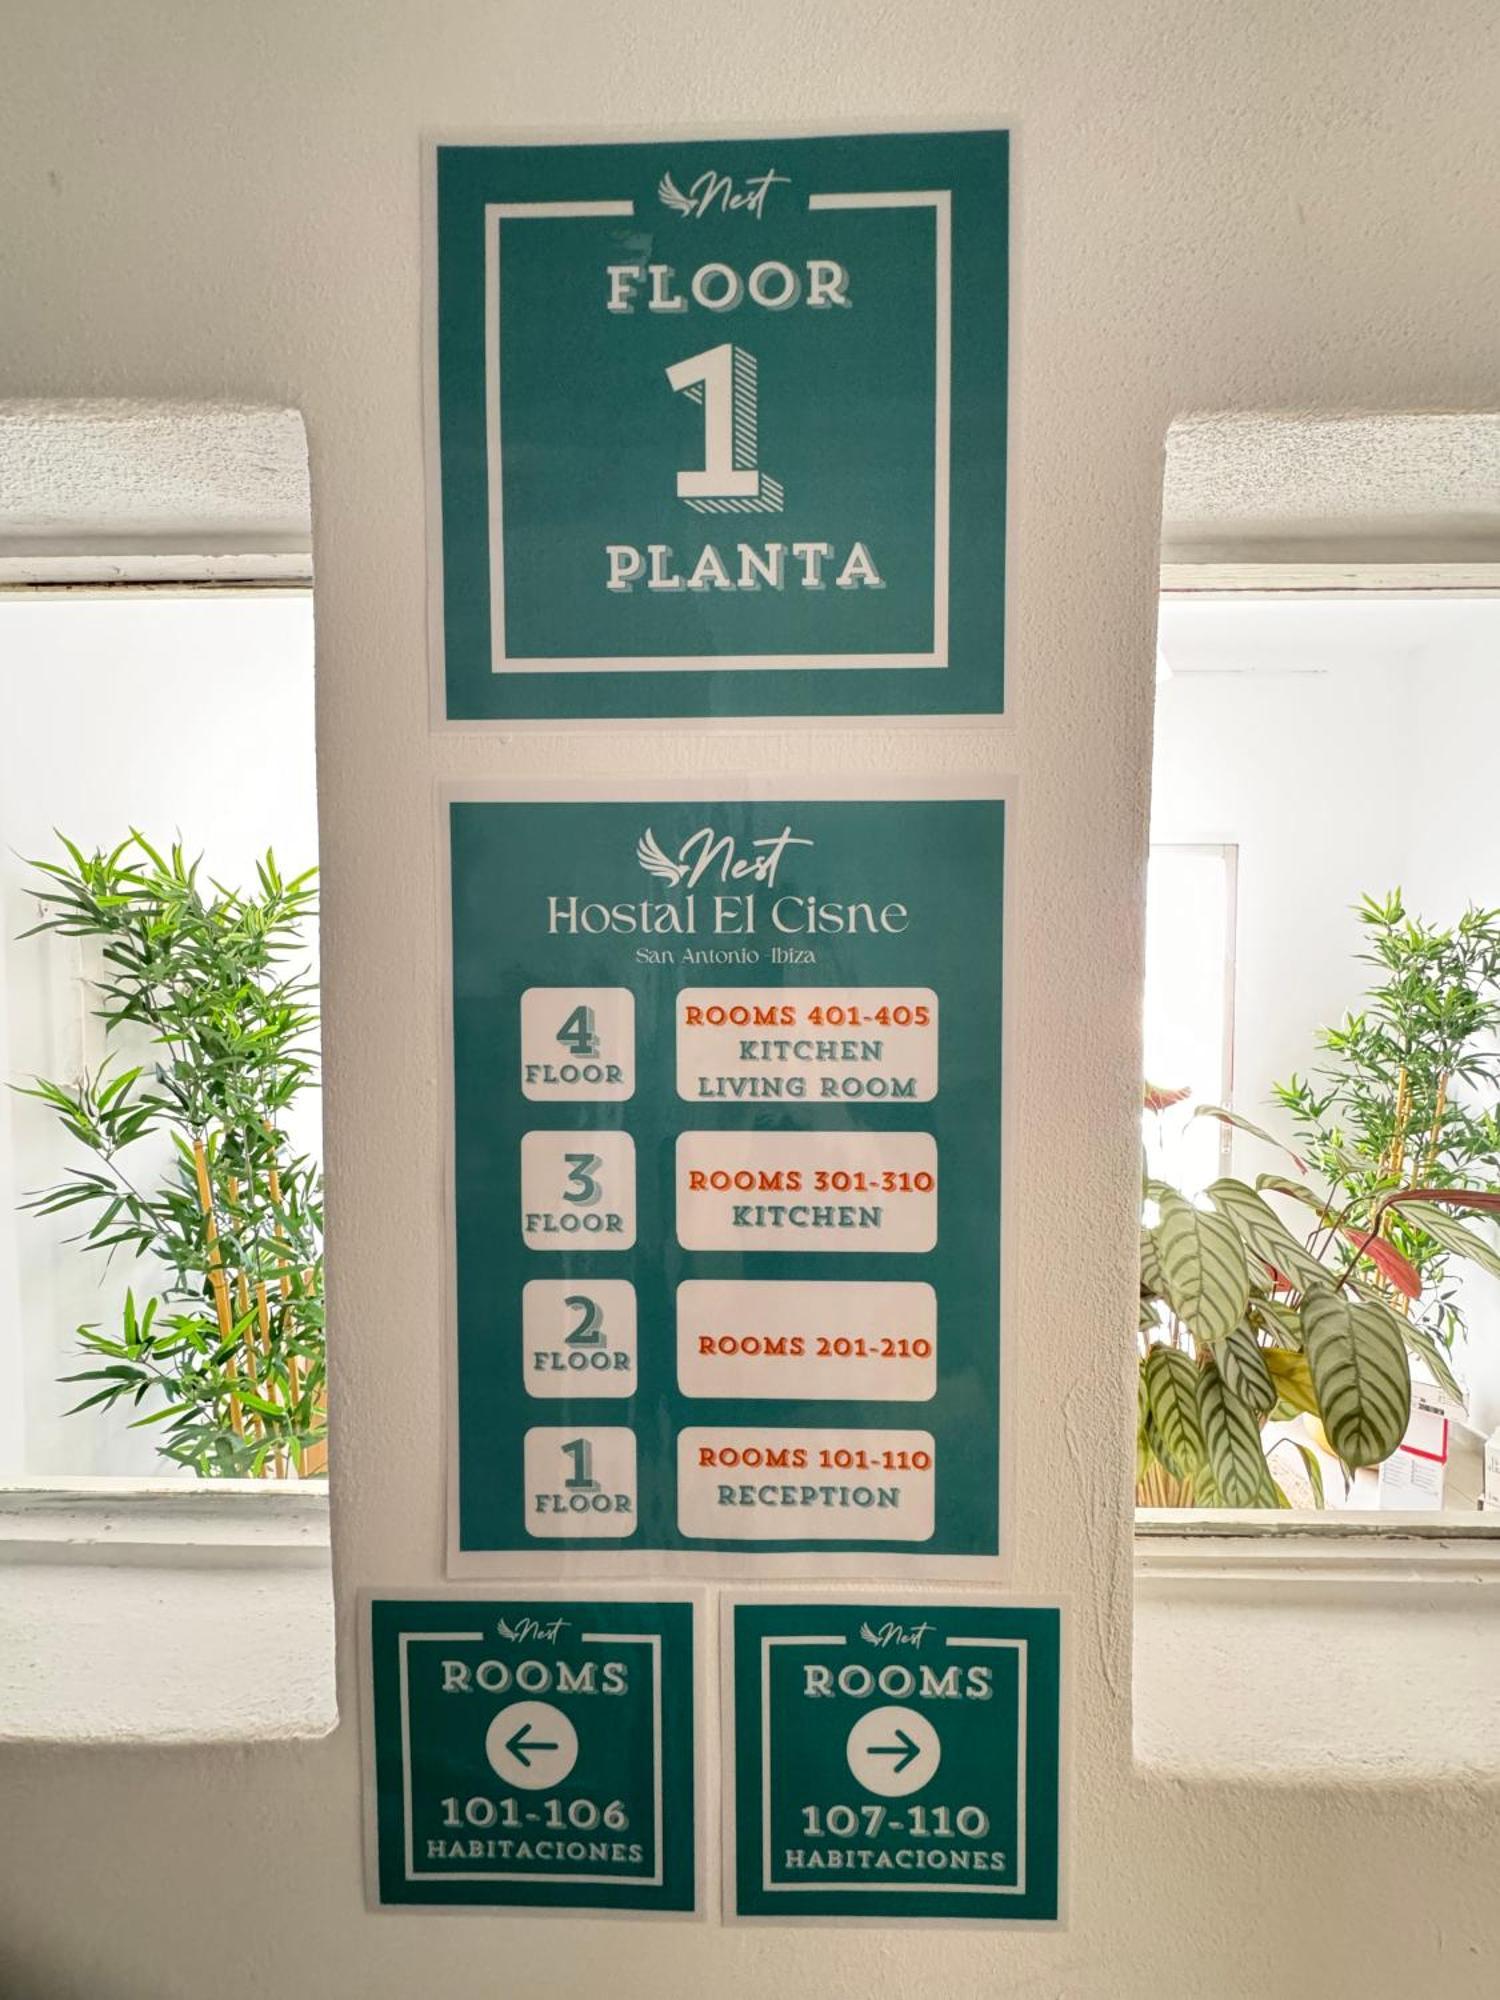 Nest
FLOOR
1
PLANTA
Nest
Hostal El Cisne
San Antonio-Ibiza
4
FLOOR
ROOMS 401-405
KITCHEN
LIVING ROOM
3
FLOOR
ROOMS 301-310
KITCHEN
2
FLOOR
ROOMS 201-210
1
FLOOR
ROOMS 101-110
RECEPTION
Nest
ROOMS
←
101-106
HABITACIONES
Nest
ROOMS
→
107-110
HABITACIONES